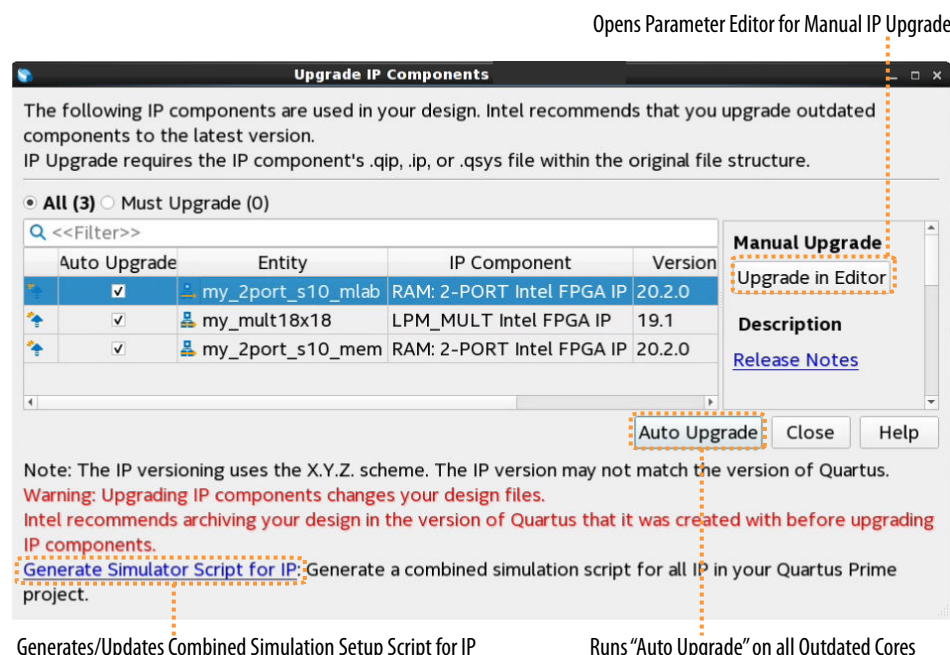 Opens Parameter Editor for Manual IP Upgrade
Upgrade IP Components
The following IP components are used in your design. Intel recommends that you upgrade outdated
components to the latest version.
IP Upgrade requires the IP component's .qip, .ip, or .qsys file within the original file structure.
All (3) Must Upgrade (0)
<<Filter>>
Auto Upgrade Entity IP Component Version
my_2port_s10_mlab RAM: 2-PORT Intel FPGA IP 20.2.0
my_mult18x18 LPM_MULT Intel FPGA IP 19.1
my_2port_s10_mem RAM: 2-PORT Intel FPGA IP 20.2.0
Manual Upgrade
Upgrade in Editor
Description
Release Notes
Auto Upgrade Close Help
Note: The IP versioning uses the X.Y.Z. scheme. The IP version may not match the version of Quartus.
Warning: Upgrading IP components changes your design files.
Intel recommends archiving your design in the version of Quartus that it was created with before upgrading
IP components.
Generate Simulator Script for IP: Generate a combined simulation script for all IP in your Quartus Prime
project.
Generates/Updates Combined Simulation Setup Script for IP
Runs “Auto Upgrade” on all Outdated Cores